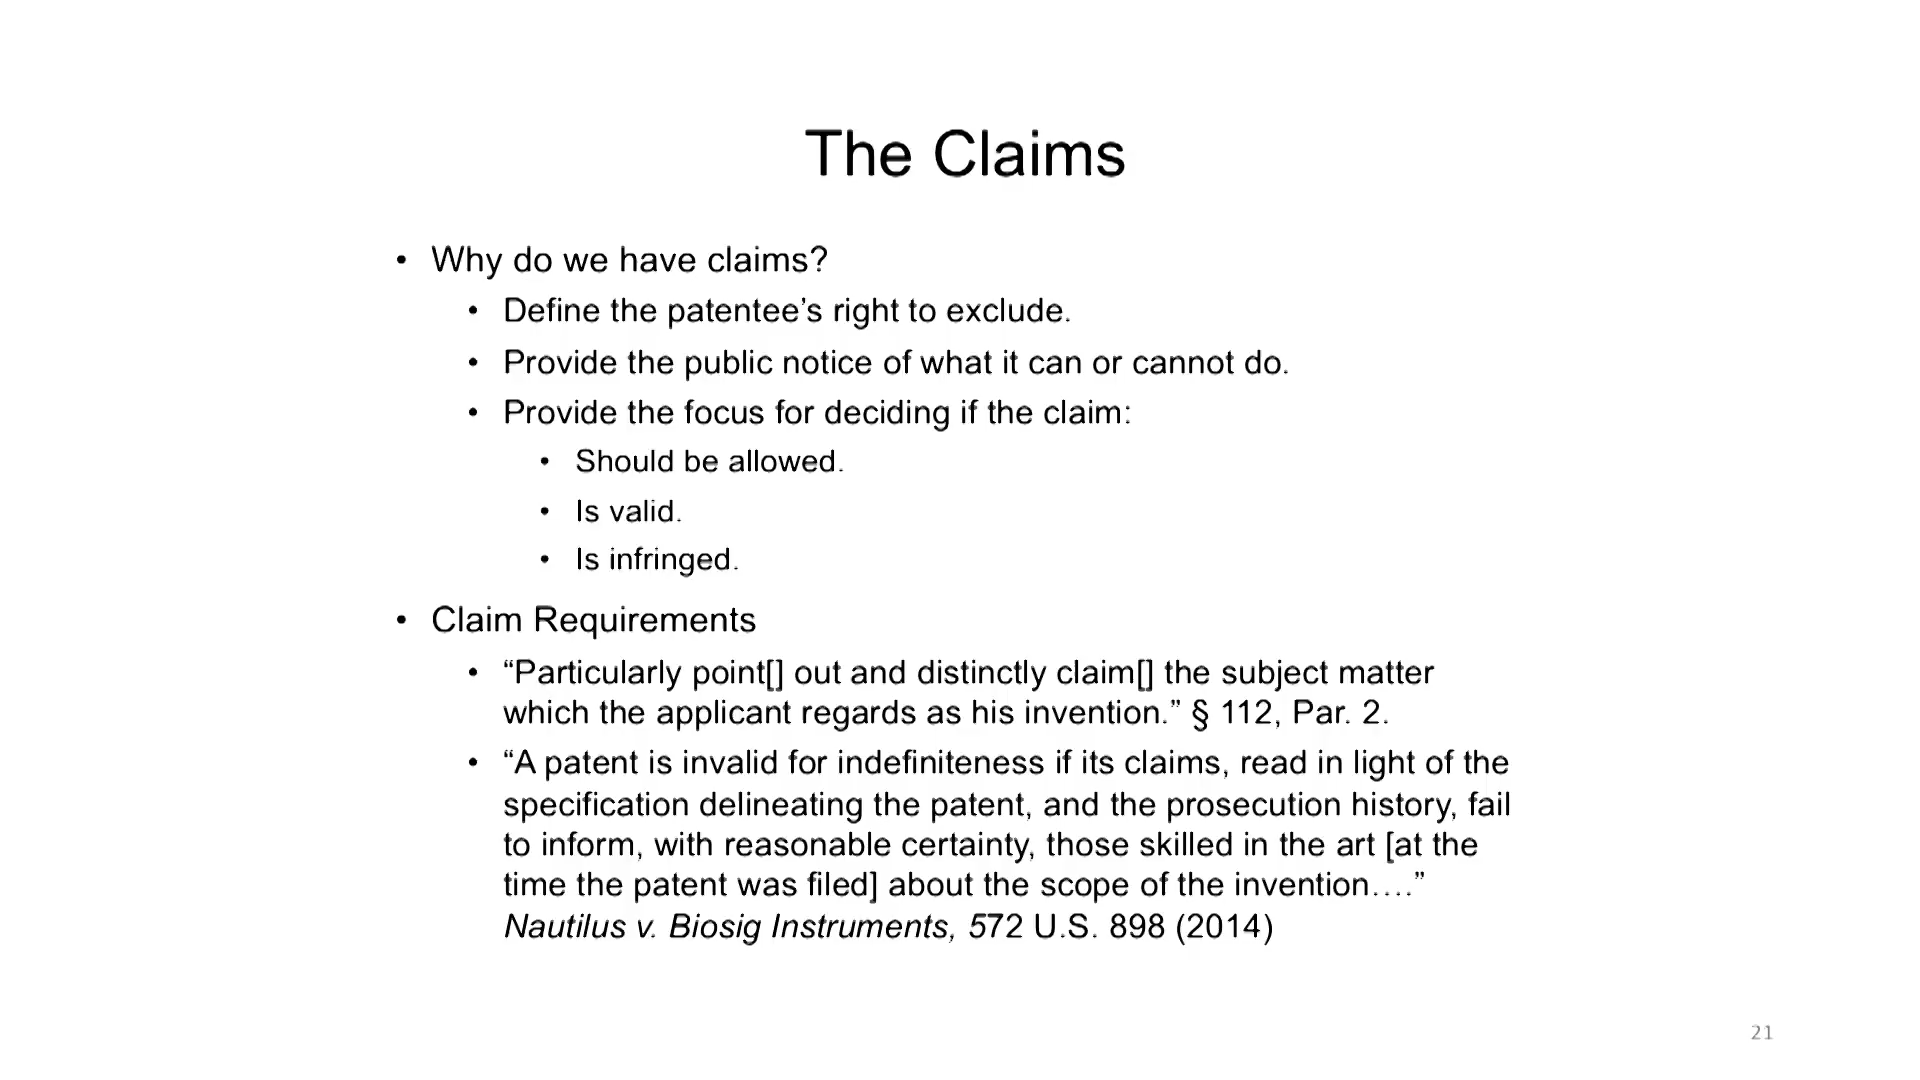 The Claims
• Why do we have claims?
• Define the patentee’s right to exclude.
• Provide the public notice of what it can or cannot do.
• Provide the focus for deciding if the claim:
• Should be allowed.
• Is valid.
• Is infringed.
• Claim Requirements
• “Particularly point[] out and distinctly claim[] the subject matter
which the applicant regards as his invention.” § 112, Par. 2.
• “A patent is invalid for indefiniteness if its claims, read in light of the
specification delineating the patent, and the prosecution history, fail
to inform, with reasonable certainty, those skilled in the art [at the
time the patent was filed] about the scope of the invention….”
Nautilus v. Biosig Instruments, 572 U.S. 898 (2014)
21